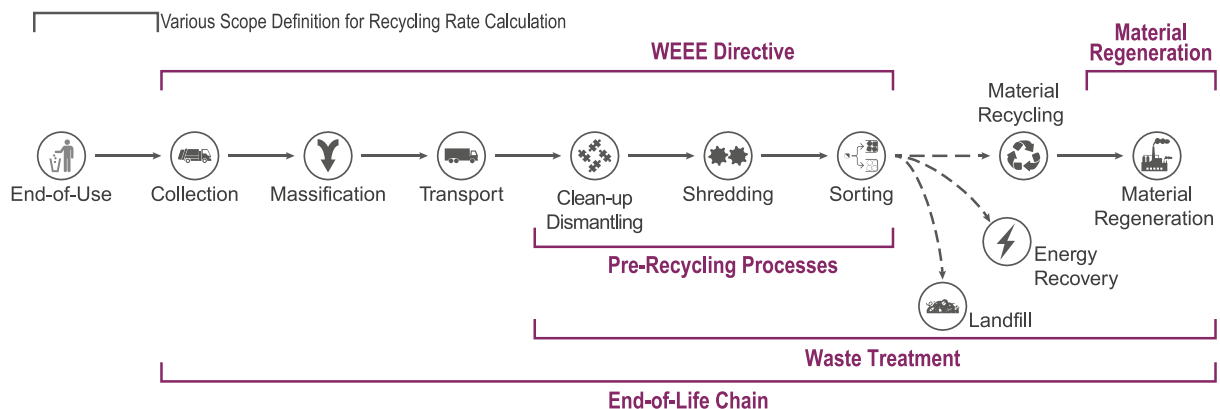 Various Scope Definition for Recycling Rate Calculation
WEEE Directive
Material
Regeneration
Material
Recycling
End-of-Use
Collection
Massification
Transport
Clean-up
Dismantling
Shredding
Sorting
Material
Regeneration
Pre-Recycling Processes
Energy
Recovery
Landfill
Waste Treatment
End-of-Life Chain